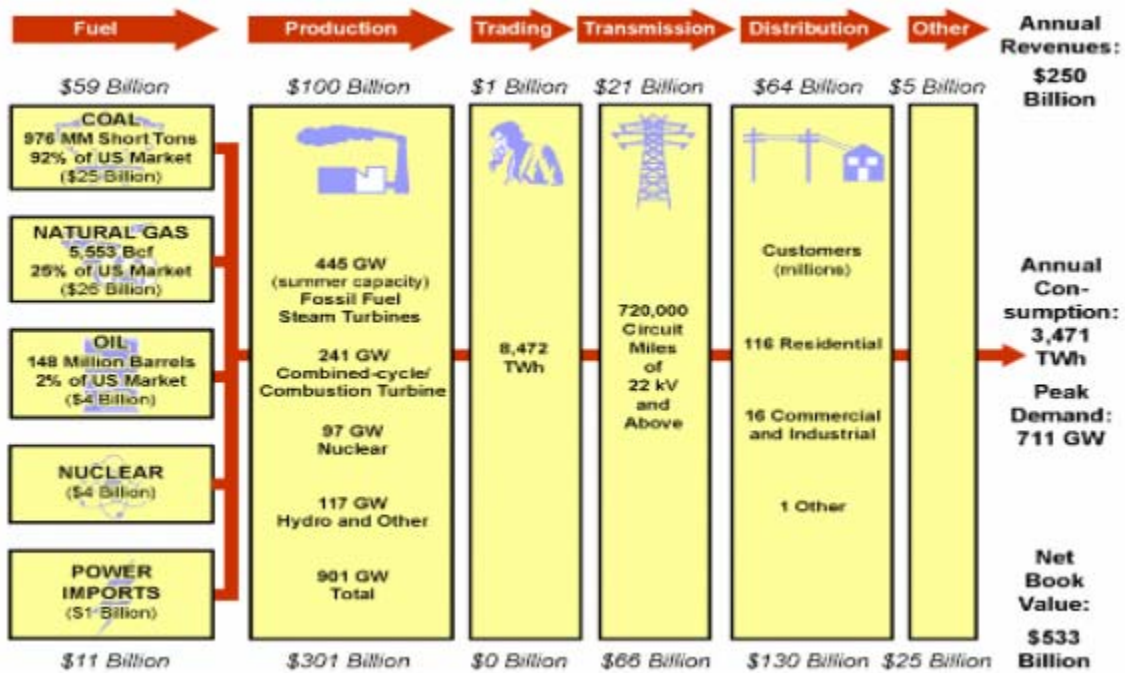 Fuel
Production
Trading
Transmission
Distribution
Other
Annual
Revenues:
$250
Billion
$59 Billion
$100 Billion
$1 Billion
$21 Billion
$64 Billion
$5 Billion
COAL
976 MM Short Tons
92% of US Market
($25 Billion)
NATURAL GAS
5,553 Bcf
25% of US Market
($25 Billion)
OIL
148 Million Barrels
2% of US Market
($4 Billion)
NUCLEAR
($4 Billion)
POWER
IMPORTS
($1 Billion)
445 GW
(summer capacity)
Fossil Fuel
Steam Turbines
241 GW
Combined-cycle/
Combustion Turbine
97 GW
Nuclear
117 GW
Hydro and Other
901 GW
Total
8,472
TWh
720,000
Circuit
Miles
of
22 kV
and
Above
Customers
(millions)
116 Residential
16 Commercial
and Industrial
1 Other
Annual
Con-
sumption:
3,471
TWh
Peak
Demand:
711 GW
Net
Book
Value:
$533
Billion
$11 Billion
$301 Billion
$0 Billion
$66 Billion
$130 Billion
$25 Billion